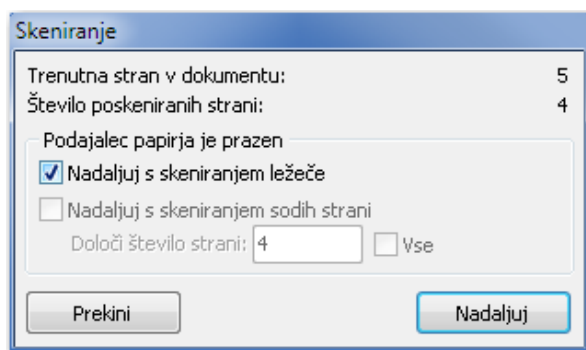 Skeniranje
Trenutna stran v dokumentu: 5
Število poskeniranih strani: 4
Podajalec papirja je prazen
Nadaljuj s skeniranjem ležeče
Nadaljuj s skeniranjem sodih strani
Določi število strani: 4 Vse
Prekini Nadaljuj